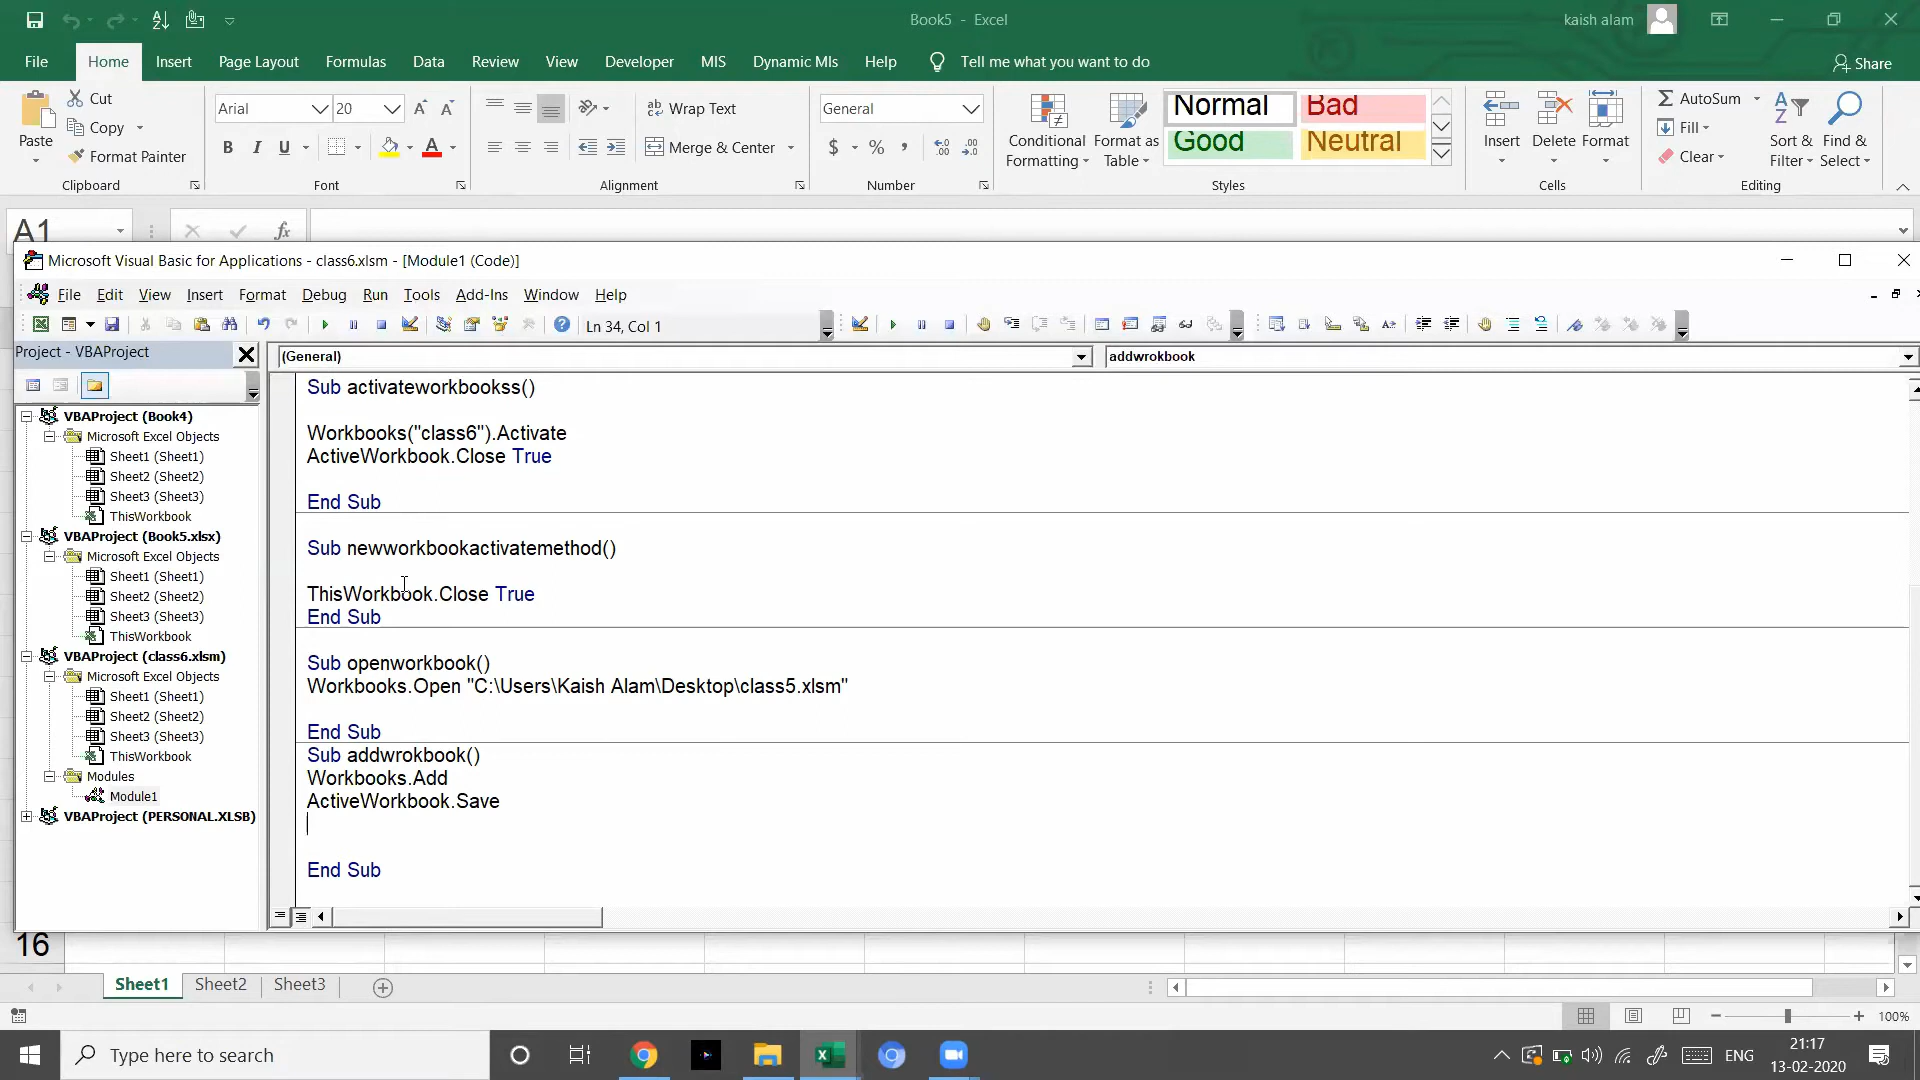 Book5 - Excel
kaish alam
File Home Insert Page Layout Formulas Data Review View Developer MIS Dynamic MIs Help Tell me what you want to do Share
Cut
Copy
Format Painter
Paste
Clipboard
Arial 20
B I U A
Font
Wrap Text
Merge & Center
Alignment
General
$ % ,
Number
Conditional Formatting
Format as Table
Normal Bad
Good Neutral
Styles
Insert Delete Format
Cells
AutoSum
Fill
Clear
Sort & Filter
Find & Select
Editing
A1 fx
Microsoft Visual Basic for Applications - class6.xlsm - [Module1 (Code)]
File Edit View Insert Format Debug Run Tools Add-Ins Window Help
Ln 34, Col 1
Project - VBAProject
(General) addwrokbook
VBAProject (Book4)
Microsoft Excel Objects
Sheet1 (Sheet1)
Sheet2 (Sheet2)
Sheet3 (Sheet3)
ThisWorkbook
VBAProject (Book5.xlsx)
Microsoft Excel Objects
Sheet1 (Sheet1)
Sheet2 (Sheet2)
Sheet3 (Sheet3)
ThisWorkbook
VBAProject (class6.xlsm)
Microsoft Excel Objects
Sheet1 (Sheet1)
Sheet2 (Sheet2)
Sheet3 (Sheet3)
ThisWorkbook
Modules
Module1
VBAProject (PERSONAL.XLSB)
Sub activateworkbookss()
Workbooks("class6").Activate
ActiveWorkbook.Close True
End Sub
Sub newworkbookactivatemethod()
ThisWorkbook.Close True
End Sub
Sub openworkbook()
Workbooks.Open "C:\Users\Kaish Alam\Desktop\class5.xlsm"
End Sub
Sub addwrokbook()
Workbooks.Add
ActiveWorkbook.Save
End Sub
16
Sheet1 Sheet2 Sheet3
100%
Type here to search
ENG
21:17
13-02-2020